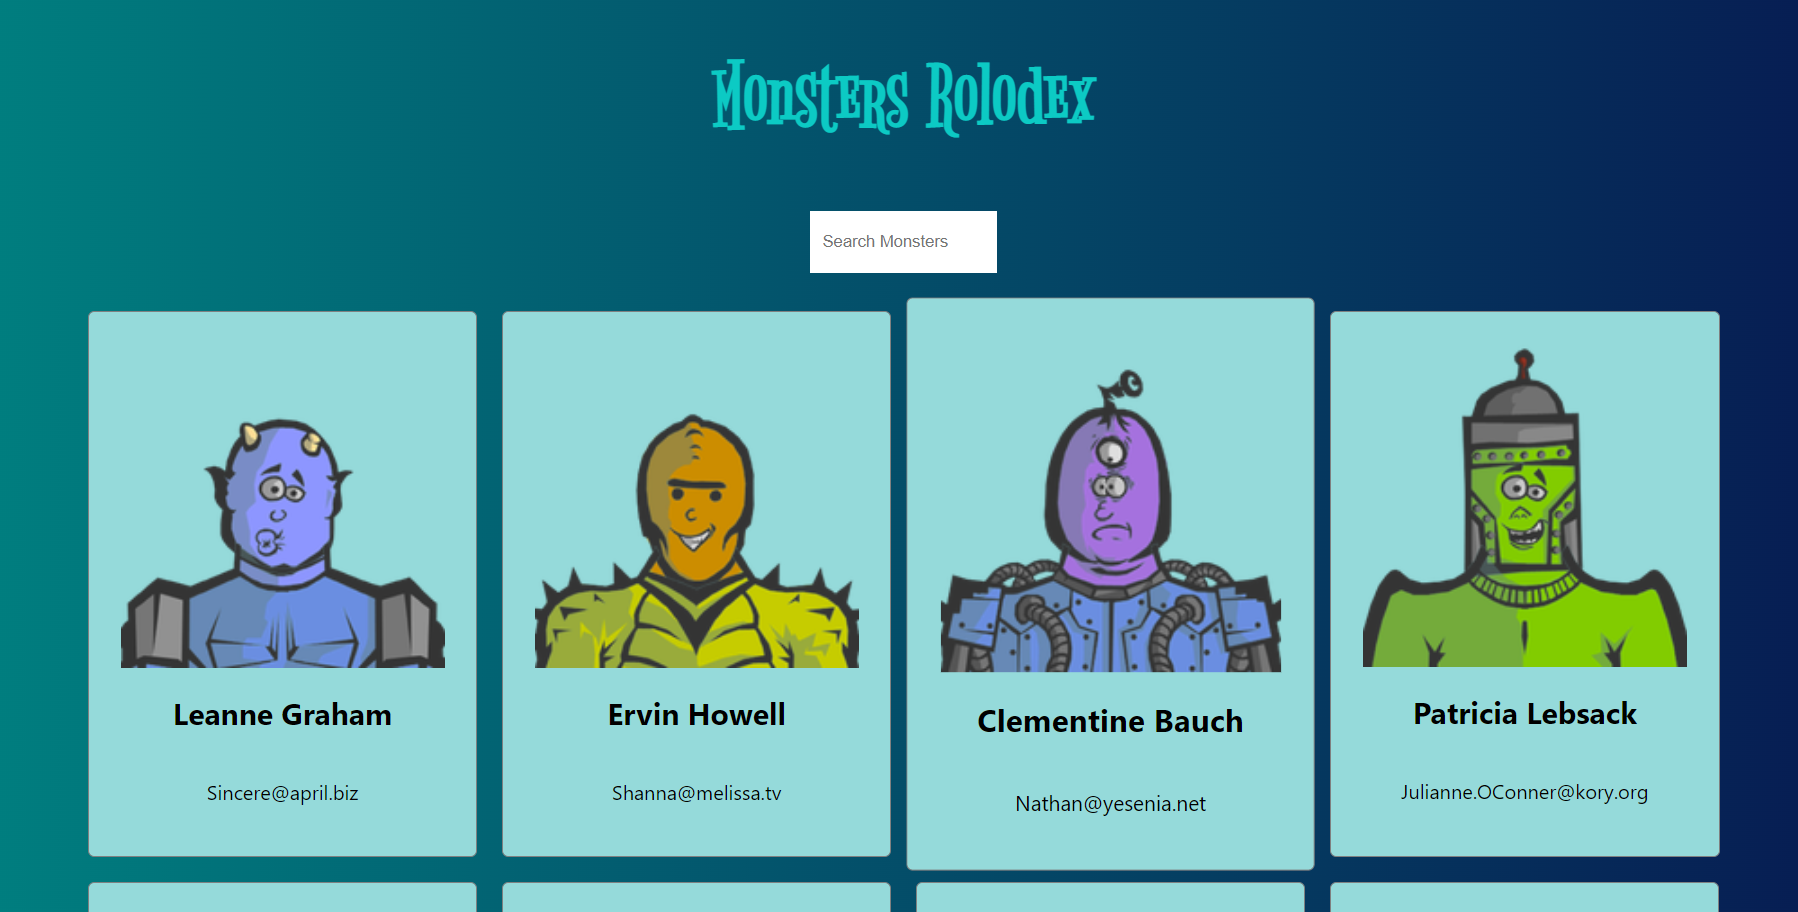 Monsters Rolodex
Search Monsters
Leanne Graham
Sincere@april.biz
Ervin Howell
Shanna@melissa.tv
Clementine Bauch
Nathan@yesenia.net
Patricia Lebsack
Julianne.OConner@kory.org